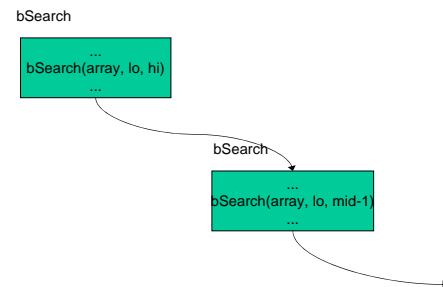 bSearch
...
bSearch(array, lo, hi)
...
bSearch
...
bSearch(array, lo, mid-1)
...